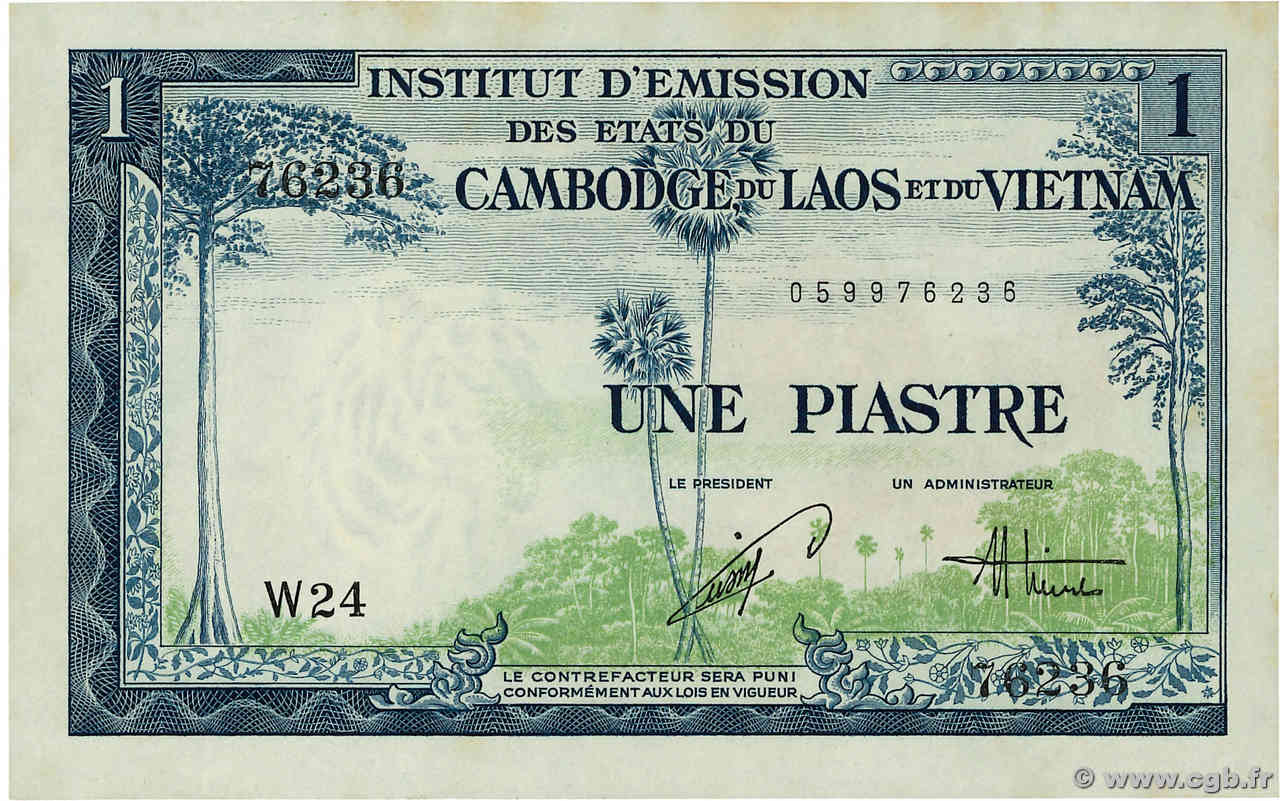 1
INSTITUT D'EMISSION
1
DES ETATS DU
76236
CAMBODGE, DU LAOS ET DU VIETNAM
059976236
UNE PIASTRE
LE PRESIDENT UN ADMINISTRATEUR
W24
76236
LE CONTREFACTEUR SERA PUNI
CONFORMÉMENT AUX LOIS EN VIGUEUR
© www.cgb.fr